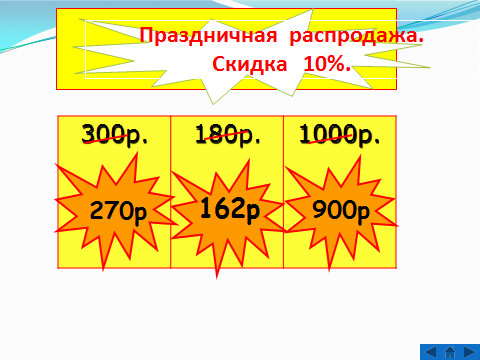 Праздничная распродажа.
Скидка 10%.
300р. 180р. 1000р.
270р 162р 900р